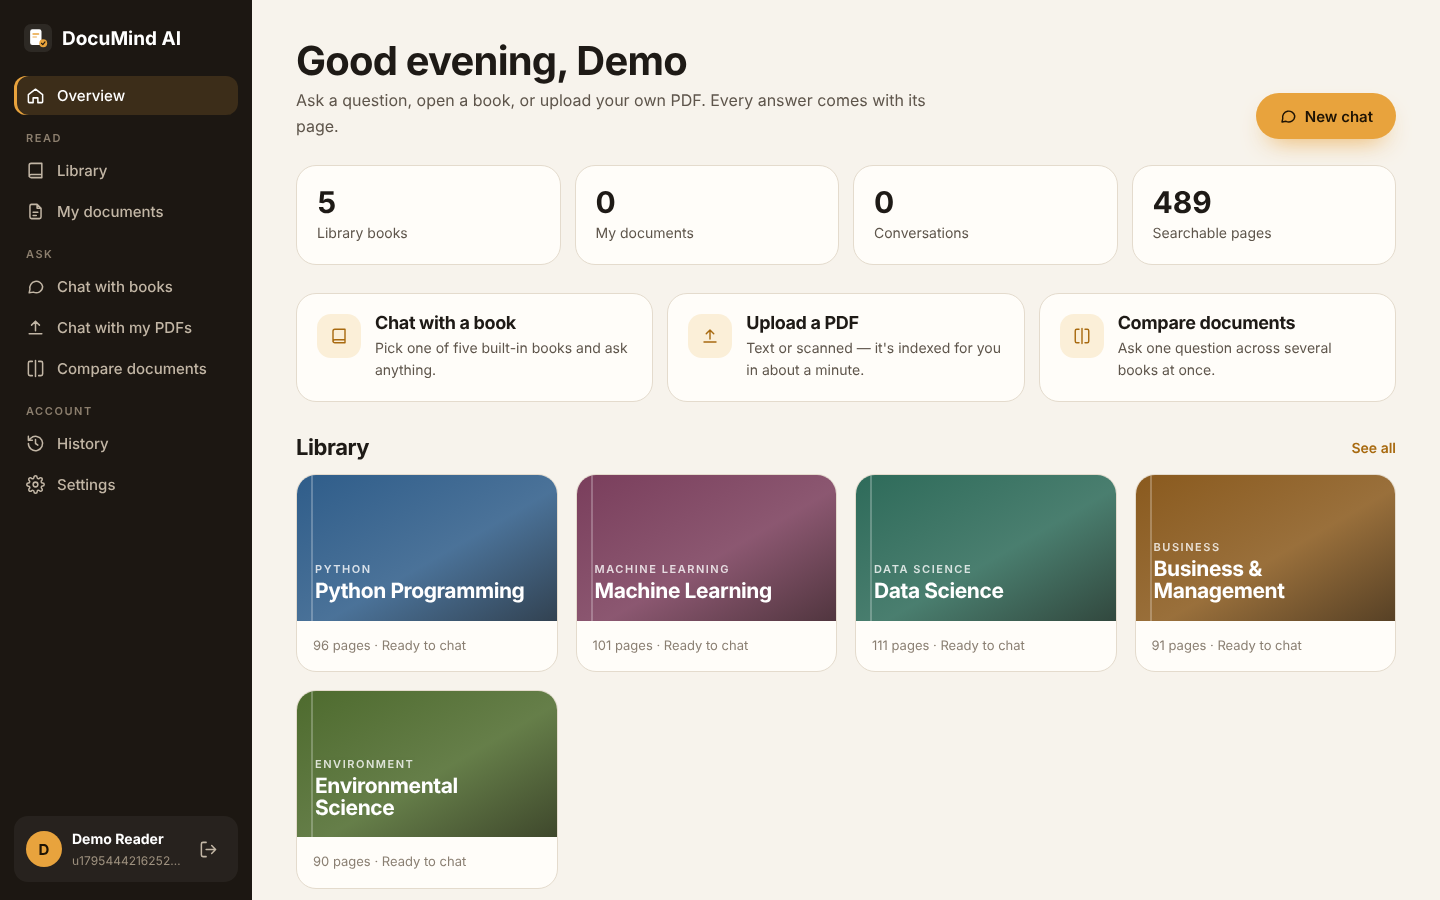 DocuMind AI
Overview
READ
Library
My documents
ASK
Chat with books
Chat with my PDFs
Compare documents
ACCOUNT
History
Settings
D
Demo Reader
u1795444216252...
Good evening, Demo
Ask a question, open a book, or upload your own PDF. Every answer comes with its
page.
New chat
5
Library books
0
My documents
0
Conversations
489
Searchable pages
Chat with a book
Pick one of five built-in books and ask
anything.
Upload a PDF
Text or scanned — it's indexed for you
in about a minute.
Compare documents
Ask one question across several
books at once.
Library
See all
PYTHON
Python Programming
96 pages · Ready to chat
MACHINE LEARNING
Machine Learning
101 pages · Ready to chat
DATA SCIENCE
Data Science
111 pages · Ready to chat
BUSINESS
Business &
Management
91 pages · Ready to chat
ENVIRONMENT
Environmental
Science
90 pages · Ready to chat